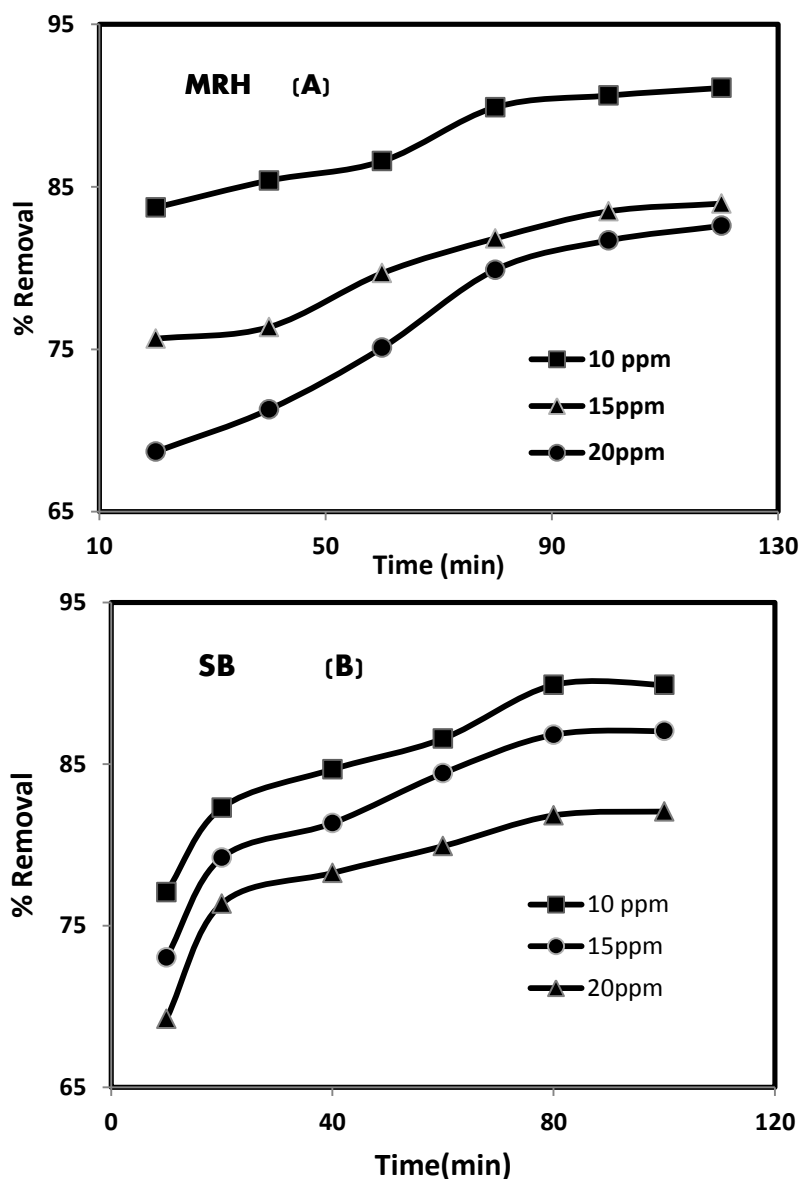 95
MRH (A)
85
% Removal
75
10 ppm
15ppm
20ppm
65
10 50 90 130
Time (min)
95
SB (B)
85
% Removal
75
10 ppm
15ppm
20ppm
65
0 40 80 120
Time(min)